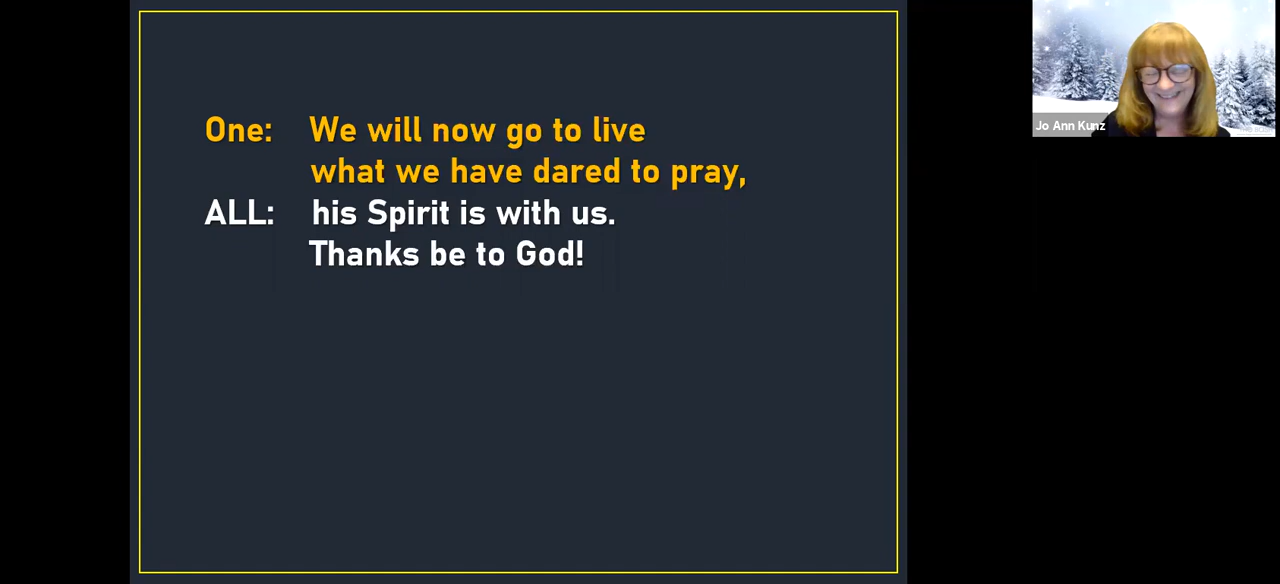 One: We will now go to live
what we have dared to pray,
ALL: his Spirit is with us.
Thanks be to God!
Jo Ann Kunz